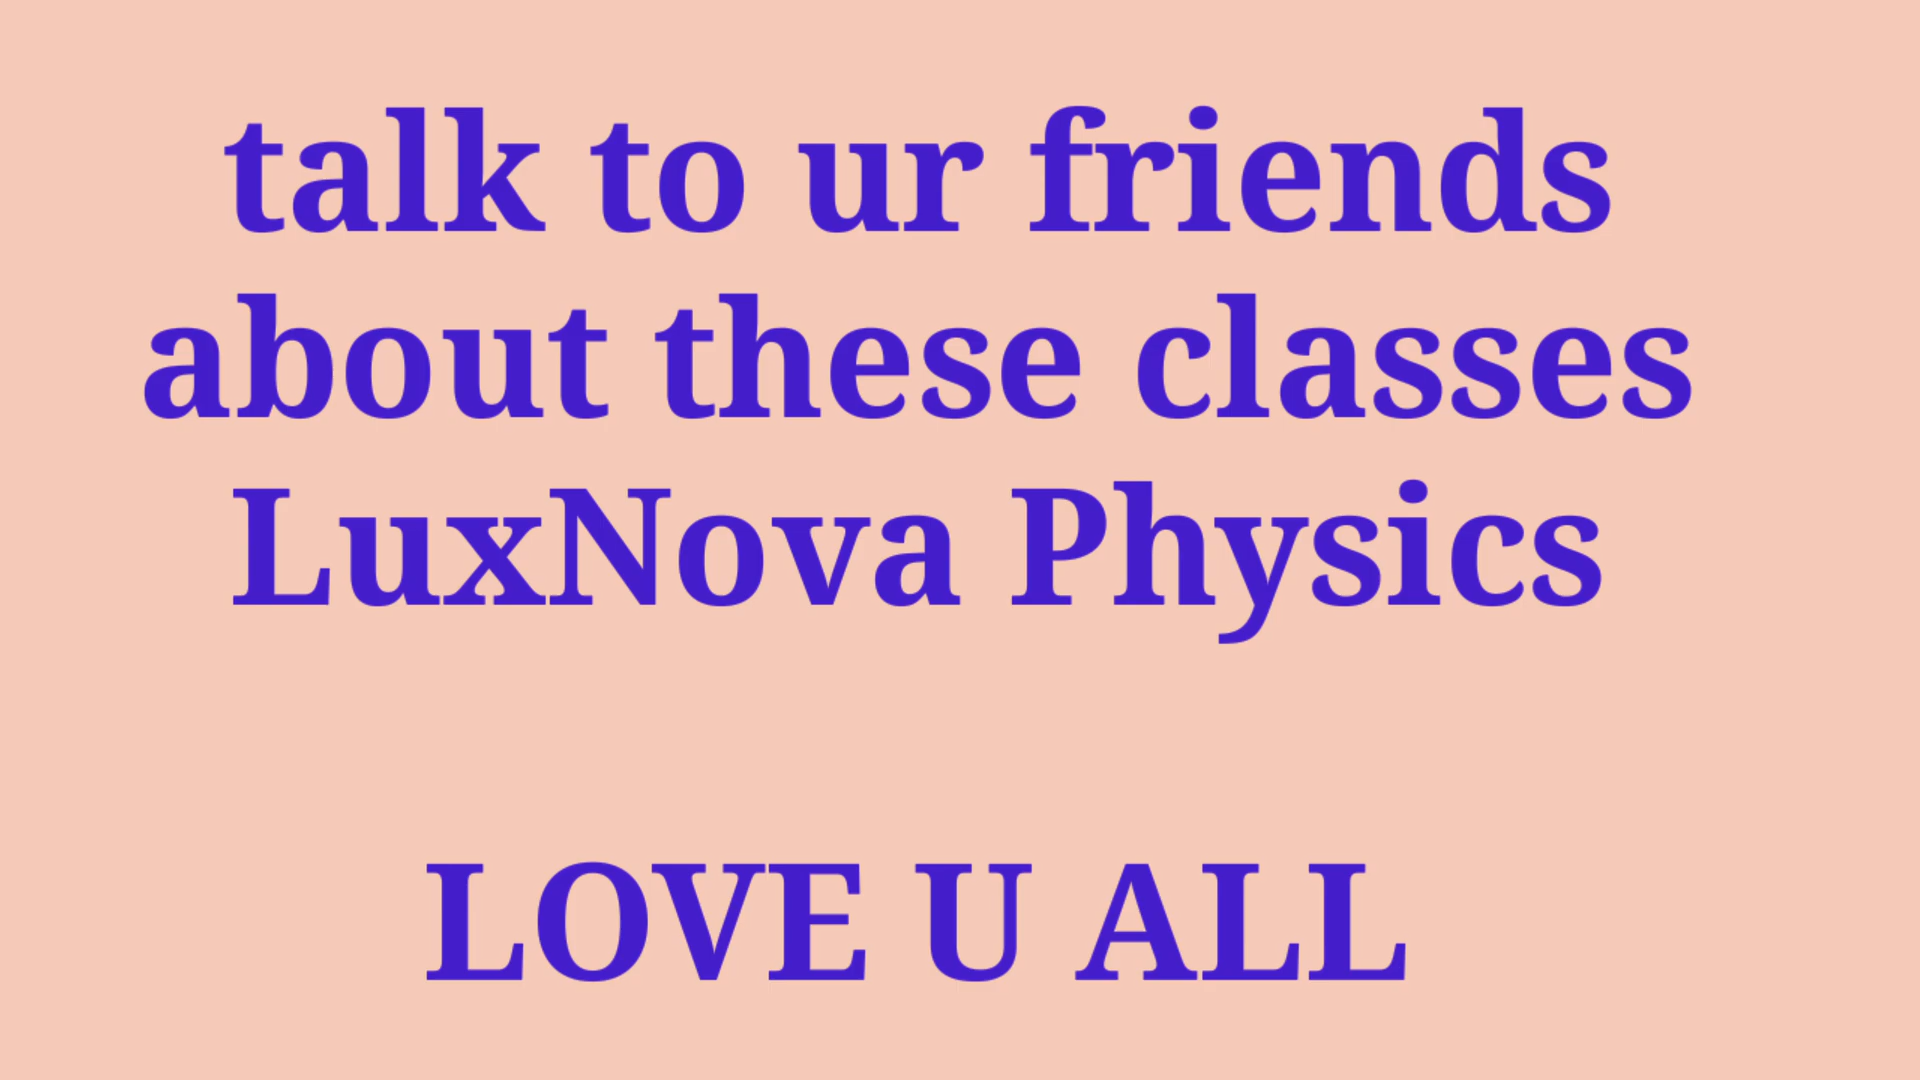 talk to ur friends
about these classes
LuxNova Physics
LOVE U ALL